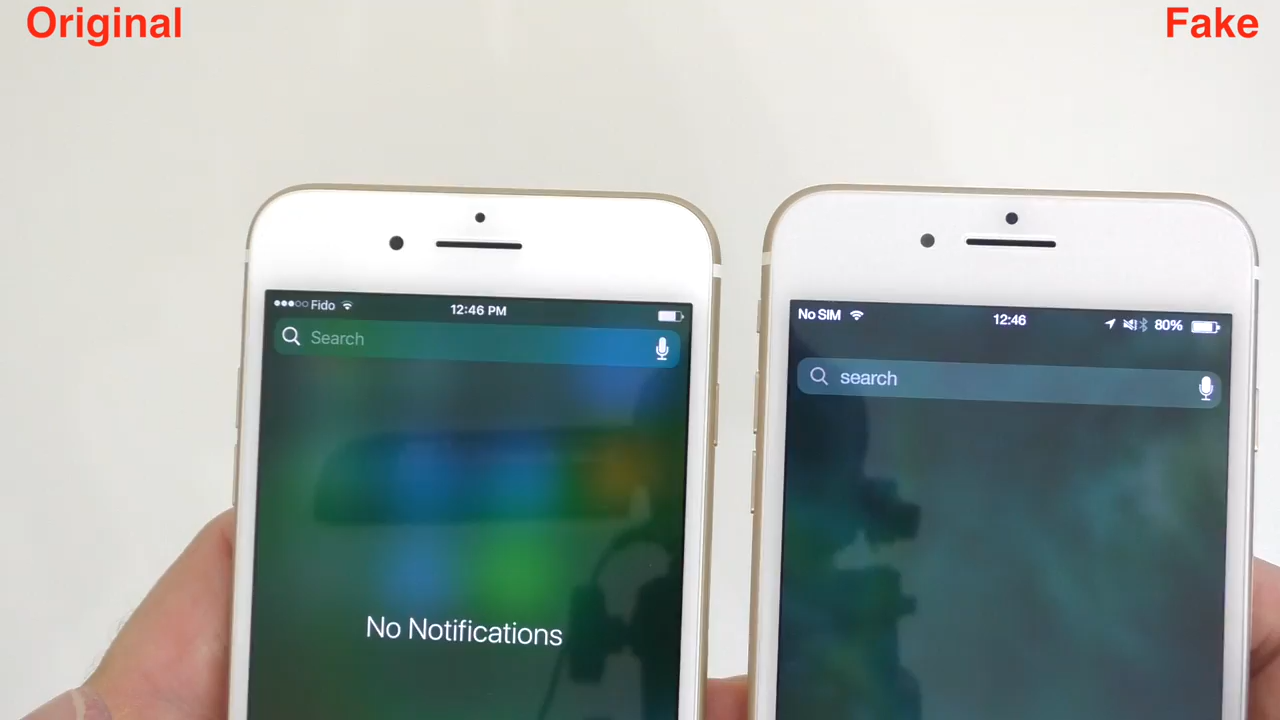 Original
Fake
Fido
12:46 PM
Search
No Notifications
No SIM
12:46
80%
search